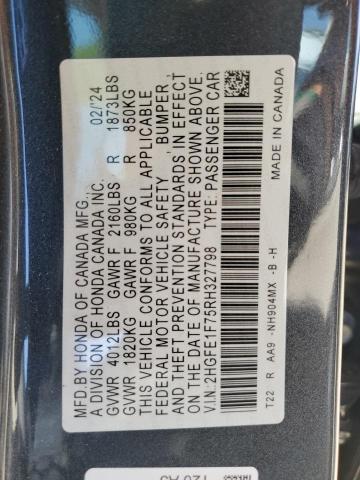 MFD BY HONDA OF CANADA MFG., 02/'24
A DIVISION OF HONDA CANADA INC.
GVWR 4012LBS GAWR F 2160LBS R 1873LBS
GVWR 1820KG GAWR F 980KG R 850KG
THIS VEHICLE CONFORMS TO ALL APPLICABLE
FEDERAL MOTOR VEHICLE SAFETY, BUMPER,
AND THEFT PREVENTION STANDARDS IN EFFECT
ON THE DATE OF MANUFACTURE SHOWN ABOVE.
V.I.N.: 2HGFE1F75RH327798 TYPE: PASSENGER CAR
T22 R AA9 -NH904MX -B -H MADE IN CANADA